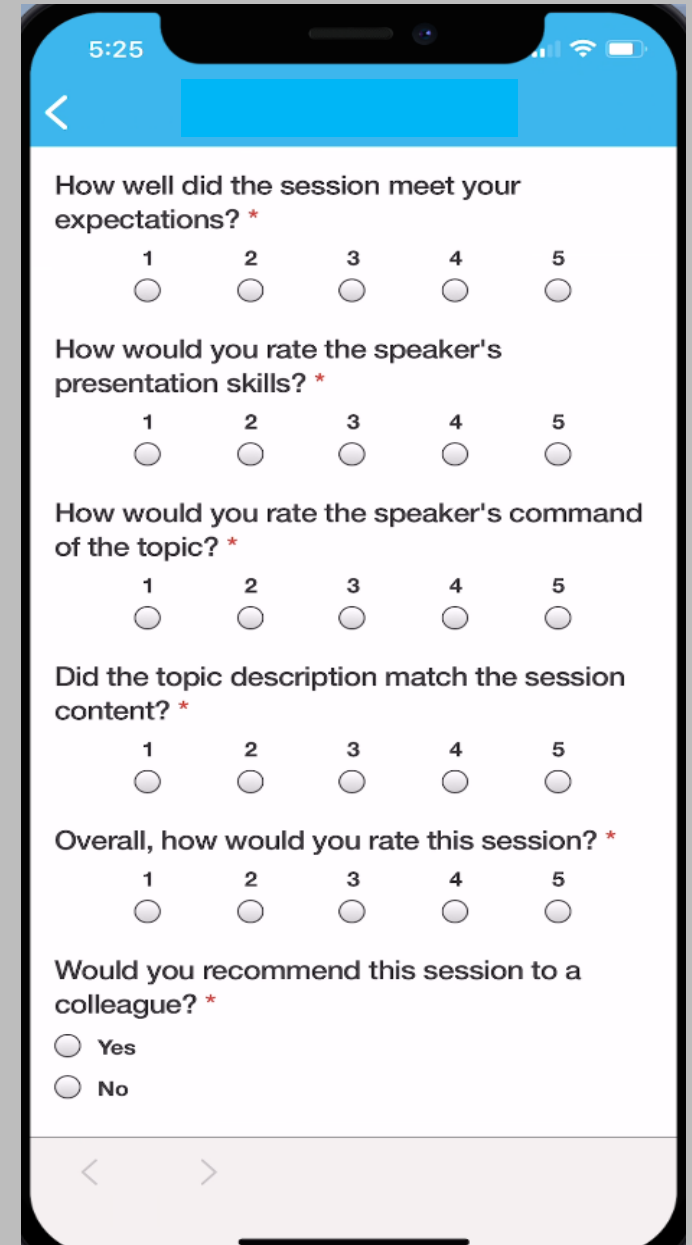 5:25
How well did the session meet your
expectations? *
1 2 3 4 5
How would you rate the speaker's
presentation skills? *
1 2 3 4 5
How would you rate the speaker's command
of the topic? *
1 2 3 4 5
Did the topic description match the session
content? *
1 2 3 4 5
Overall, how would you rate this session? *
1 2 3 4 5
Would you recommend this session to a
colleague? *
Yes
No